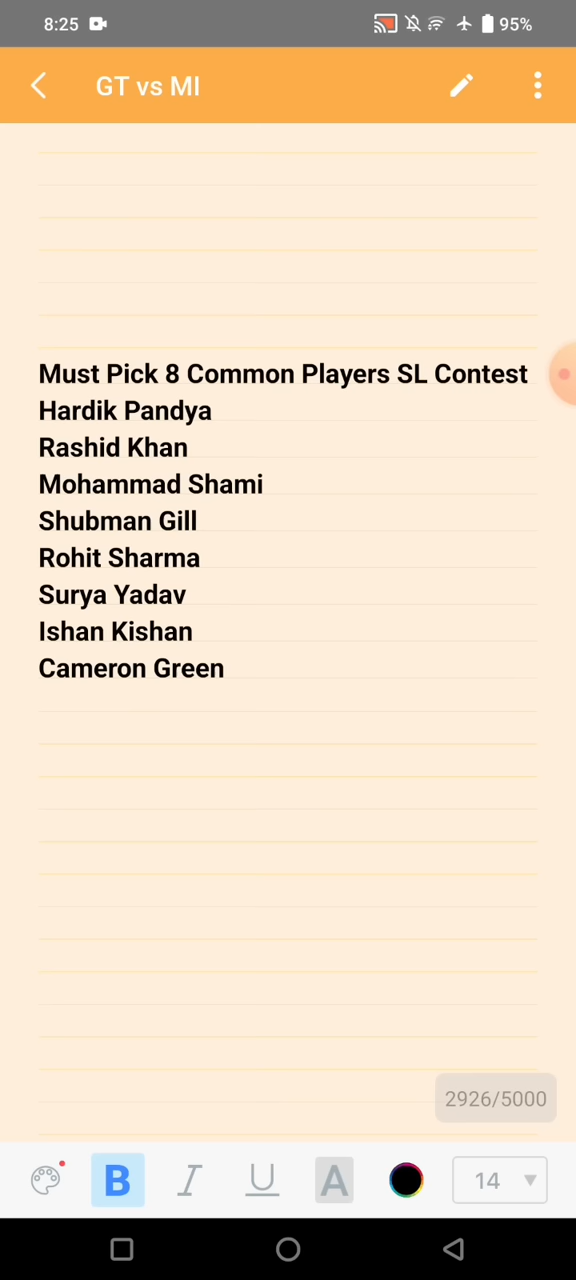 8:25
95%
GT vs MI
Must Pick 8 Common Players SL Contest
Hardik Pandya
Rashid Khan
Mohammad Shami
Shubman Gill
Rohit Sharma
Surya Yadav
Ishan Kishan
Cameron Green
2926/5000
B I U A 14